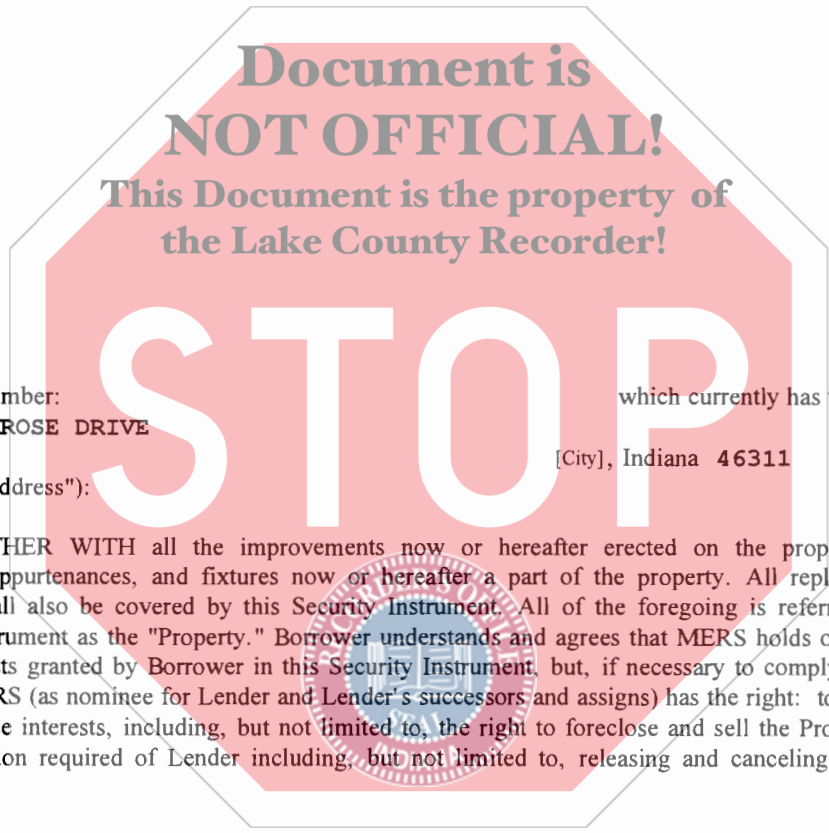 Document is
NOT OFFICIAL!
This Document is the property of
the Lake County Recorder!
STOP
mber: which currently has
ROSE DRIVE
[City], Indiana 46311
ddress"):
HER WITH all the improvements now or hereafter erected on the prop
ppurtenances, and fixtures now or hereafter a part of the property. All repl
ll also be covered by this Security Instrument. All of the foregoing is referr
rument as the "Property." Borrower understands and agrees that MERS holds o
ts granted by Borrower in this Security Instrument, but, if necessary to comply
RS (as nominee for Lender and Lender's successors and assigns) has the right: to
e interests, including, but not limited to, the right to foreclose and sell the Pro
on required of Lender including, but not limited to, releasing and canceling
RECORDER'S OFFICE
SEAL
INDIANA